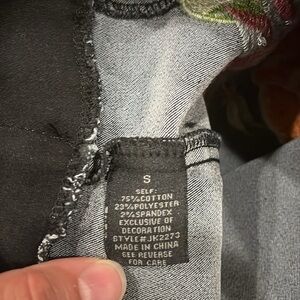 S
SELF:
75%COTTON
23%POLYESTER
2%SPANDEX
EXCLUSIVE OF
DECORATION
STYLE#:JK2273
MADE IN CHINA
SEE REVERSE
FOR CARE